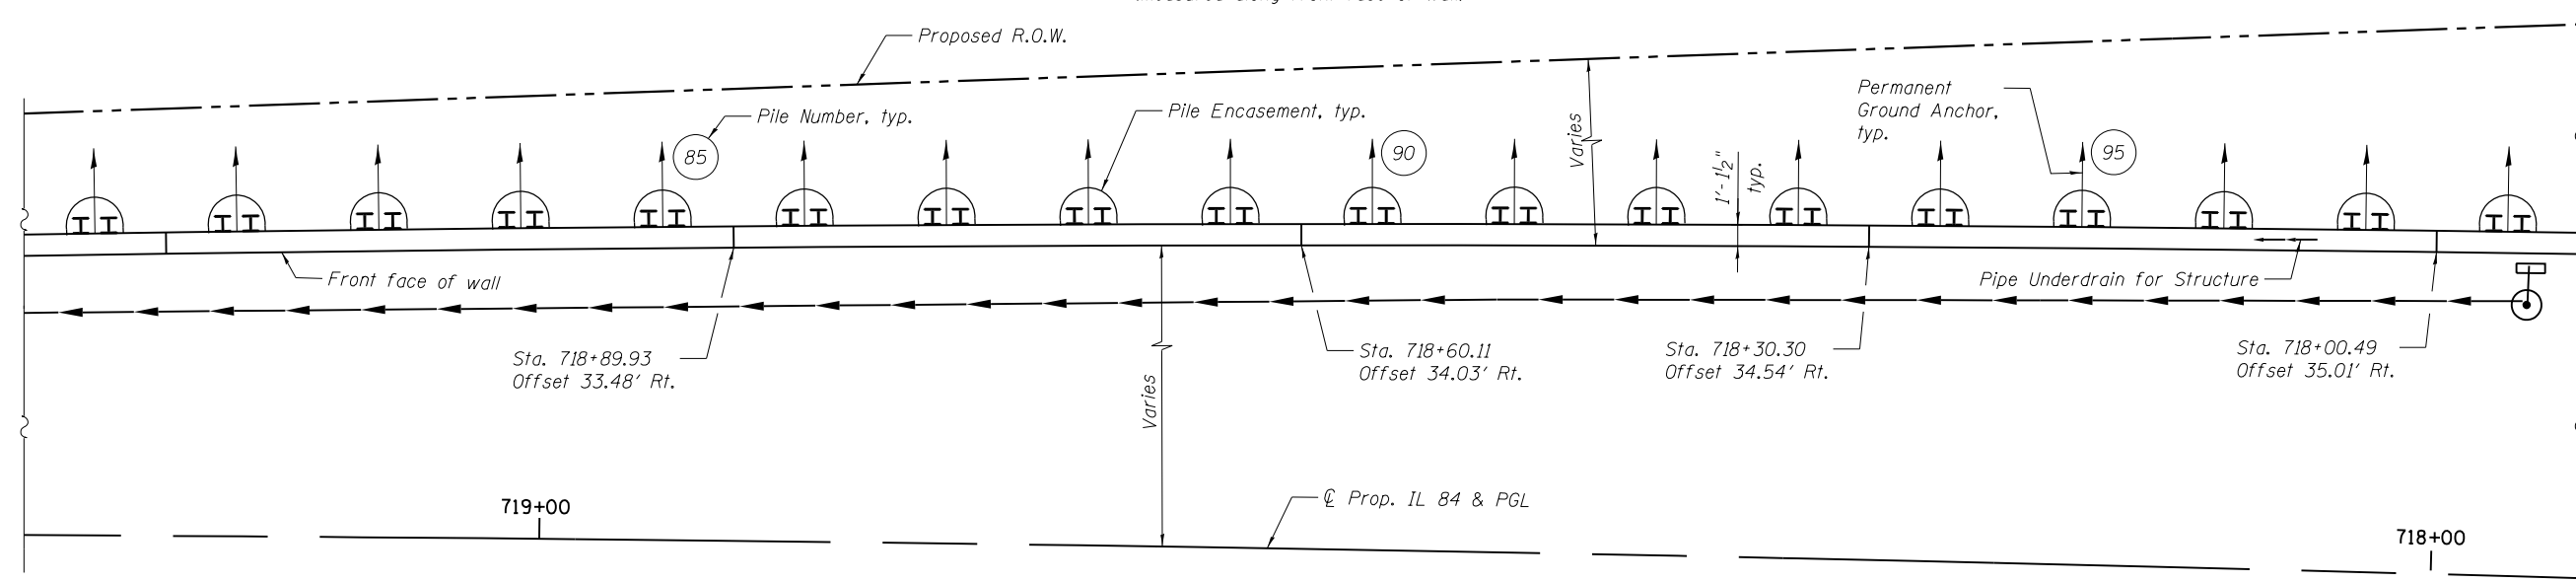 Proposed R.O.W.
Pile Number, typ.
85
Pile Encasement, typ.
90
Varies
1'-1½"
typ.
Permanent
Ground Anchor,
typ.
95
Front face of wall
Pipe Underdrain for Structure
Sta. 718+89.93
Offset 33.48' Rt.
Sta. 718+60.11
Offset 34.03' Rt.
Sta. 718+30.30
Offset 34.54' Rt.
Sta. 718+00.49
Offset 35.01' Rt.
Varies
719+00
℄ Prop. IL 84 & PGL
718+00